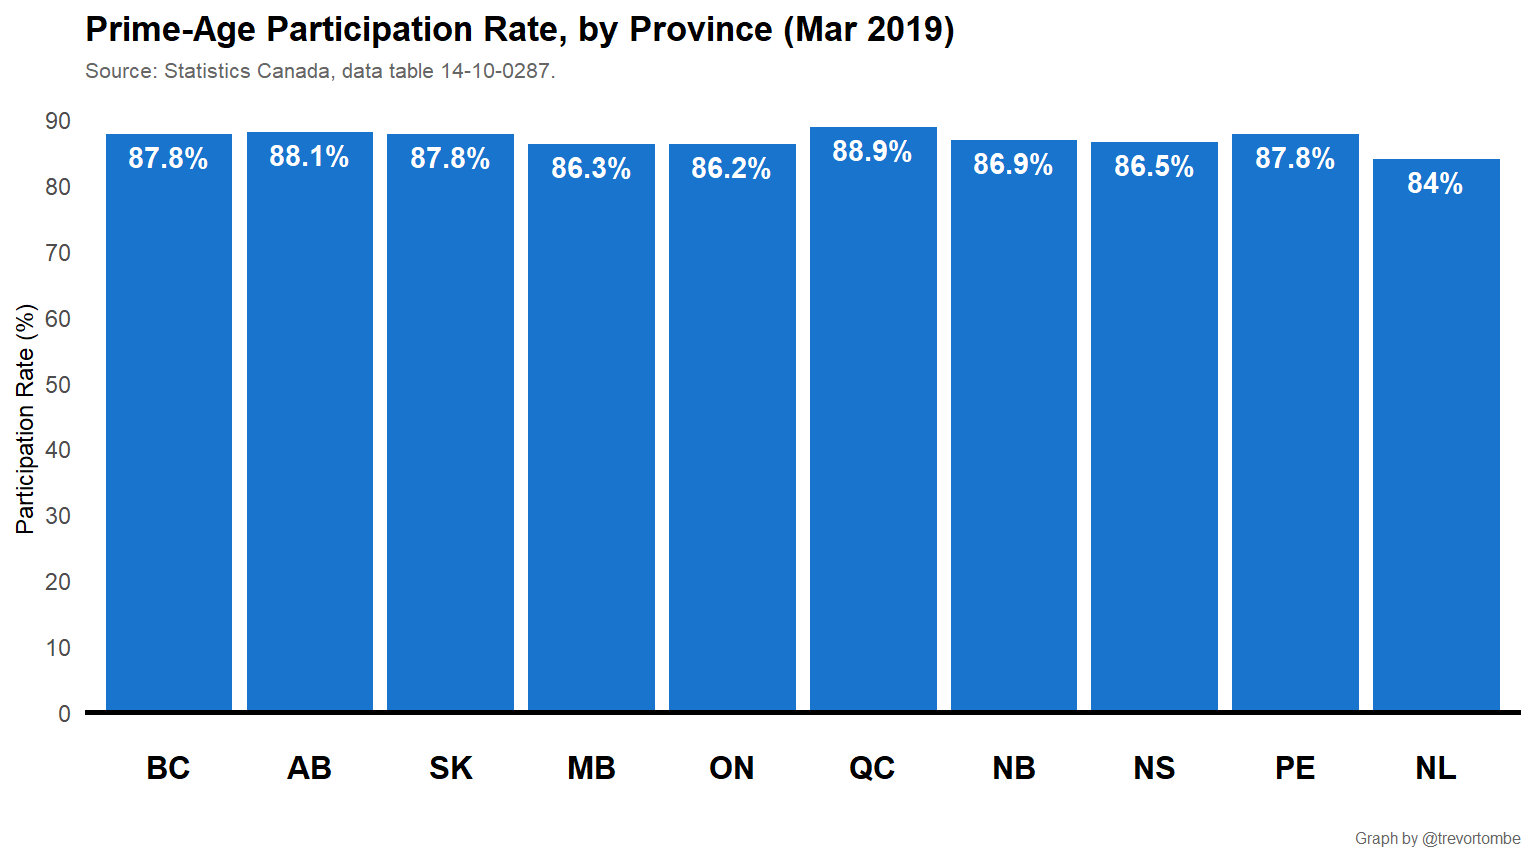 Prime-Age Participation Rate, by Province (Mar 2019)
Source: Statistics Canada, data table 14-10-0287.
Participation Rate (%)
90
80
70
60
50
40
30
20
10
0
87.8%
88.1%
87.8%
86.3%
86.2%
88.9%
86.9%
86.5%
87.8%
84%
BC
AB
SK
MB
ON
QC
NB
NS
PE
NL
Graph by @trevortombe